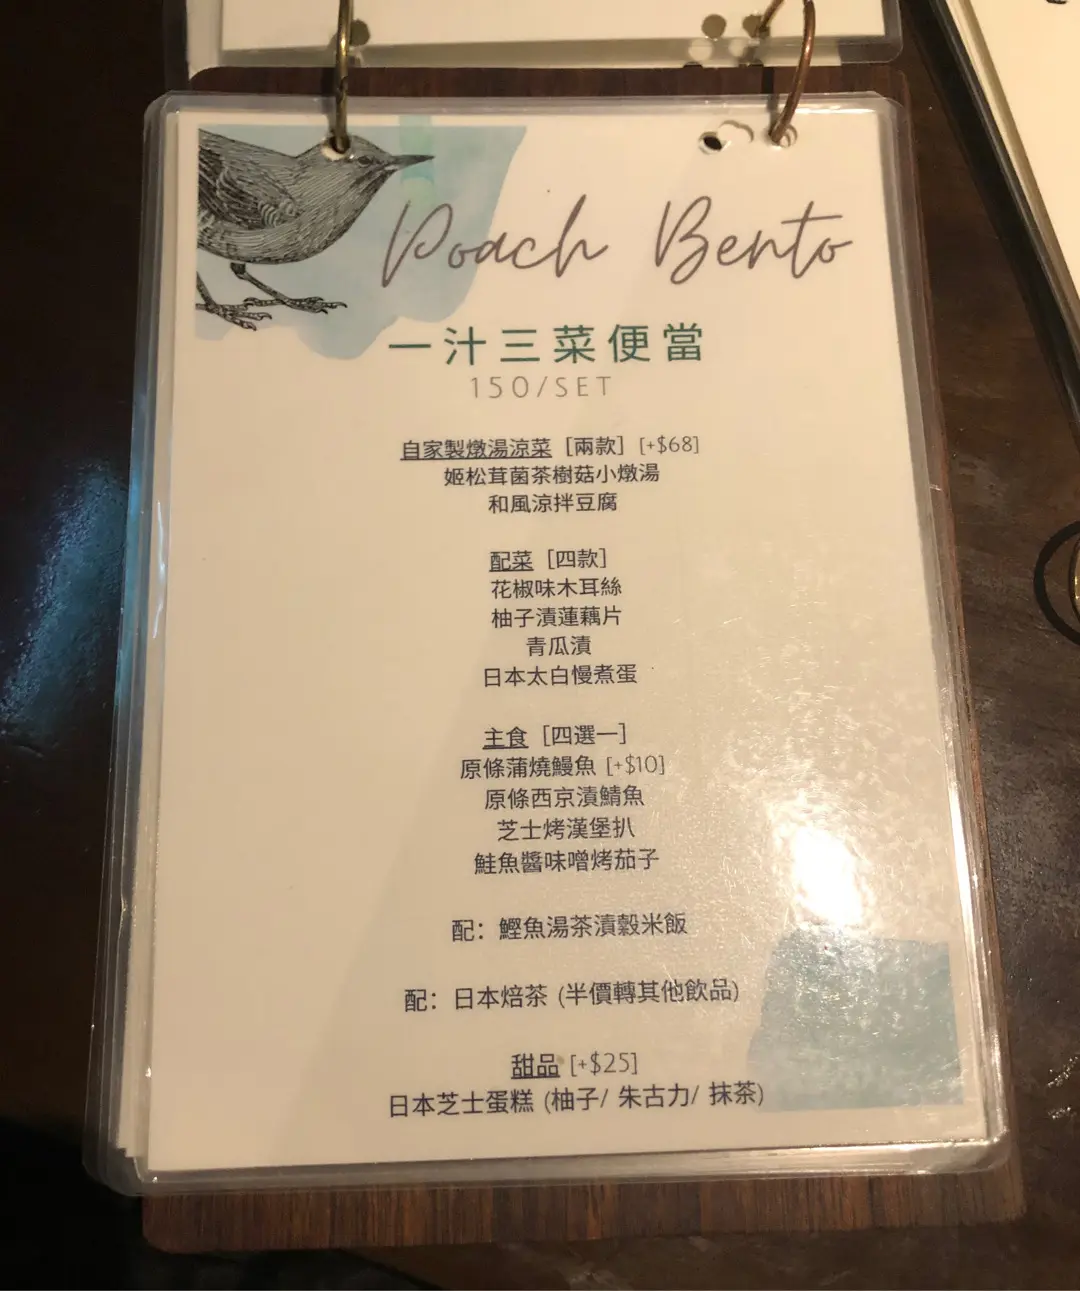 Poach Bento
一汁三菜便當
150/SET
自家製燉湯涼菜 [兩款] [+$68]
姬松茸菌茶樹菇小燉湯
和風涼拌豆腐
配菜 [四款]
花椒味木耳絲
柚子漬蓮藕片
青瓜漬
日本太白慢煮蛋
主食 [四選一]
原條蒲燒鰻魚 [+$10]
原條西京漬鯖魚
芝士烤漢堡扒
鮭魚醬味噌烤茄子
配：鰹魚湯茶漬穀米飯
配：日本焙茶 (半價轉其他飲品)
甜品 [+$25]
日本芝士蛋糕 (柚子/ 朱古力/ 抹茶)